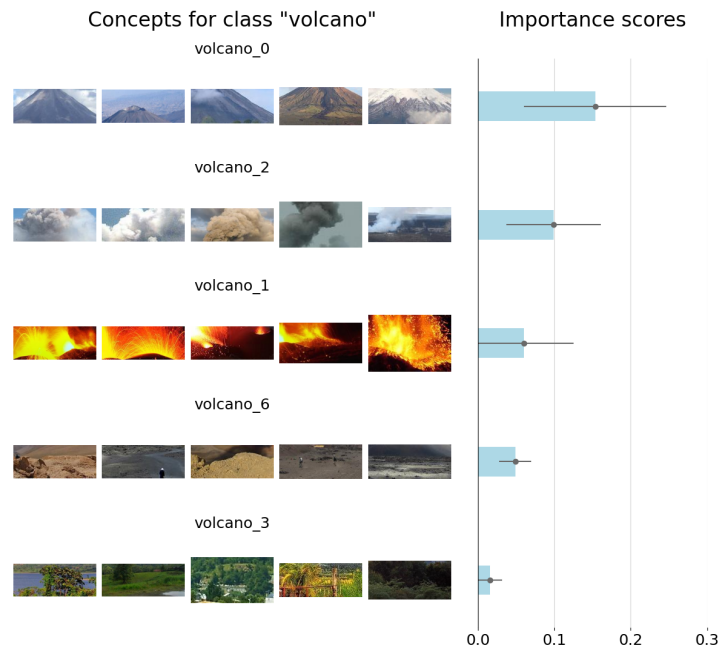 Concepts for class "volcano"
Importance scores
volcano_0
volcano_2
volcano_1
volcano_6
volcano_3
0.0 0.1 0.2 0.3